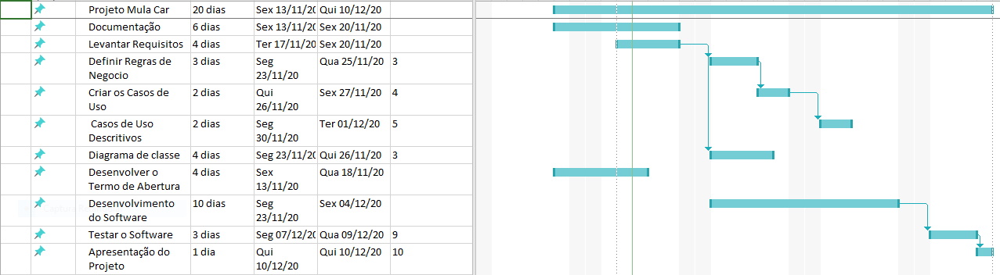 Projeto Mula Car 20 dias Sex 13/11/20 Qui 10/12/20
Documentação 6 dias Sex 13/11/20 Sex 20/11/20
Levantar Requisitos 4 dias Ter 17/11/20 Sex 20/11/20
Definir Regras de 3 dias Seg Qua 25/11/20 3
Negocio 23/11/20
Criar os Casos de 2 dias Qui Sex 27/11/20 4
Uso 26/11/20
Casos de Uso 2 dias Seg Ter 01/12/20 5
Descritivos 30/11/20
Diagrama de classe 4 dias Seg 23/11/20 Qui 26/11/20 3
Desenvolver o 4 dias Sex Qua 18/11/20
Termo de Abertura 13/11/20
Desenvolvimento 10 dias Seg Sex 04/12/20
do Software 23/11/20
Testar o Software 3 dias Seg 07/12/20 Qua 09/12/20 9
Apresentação do 1 dia Qui Qui 10/12/20 10
Projeto 10/12/20